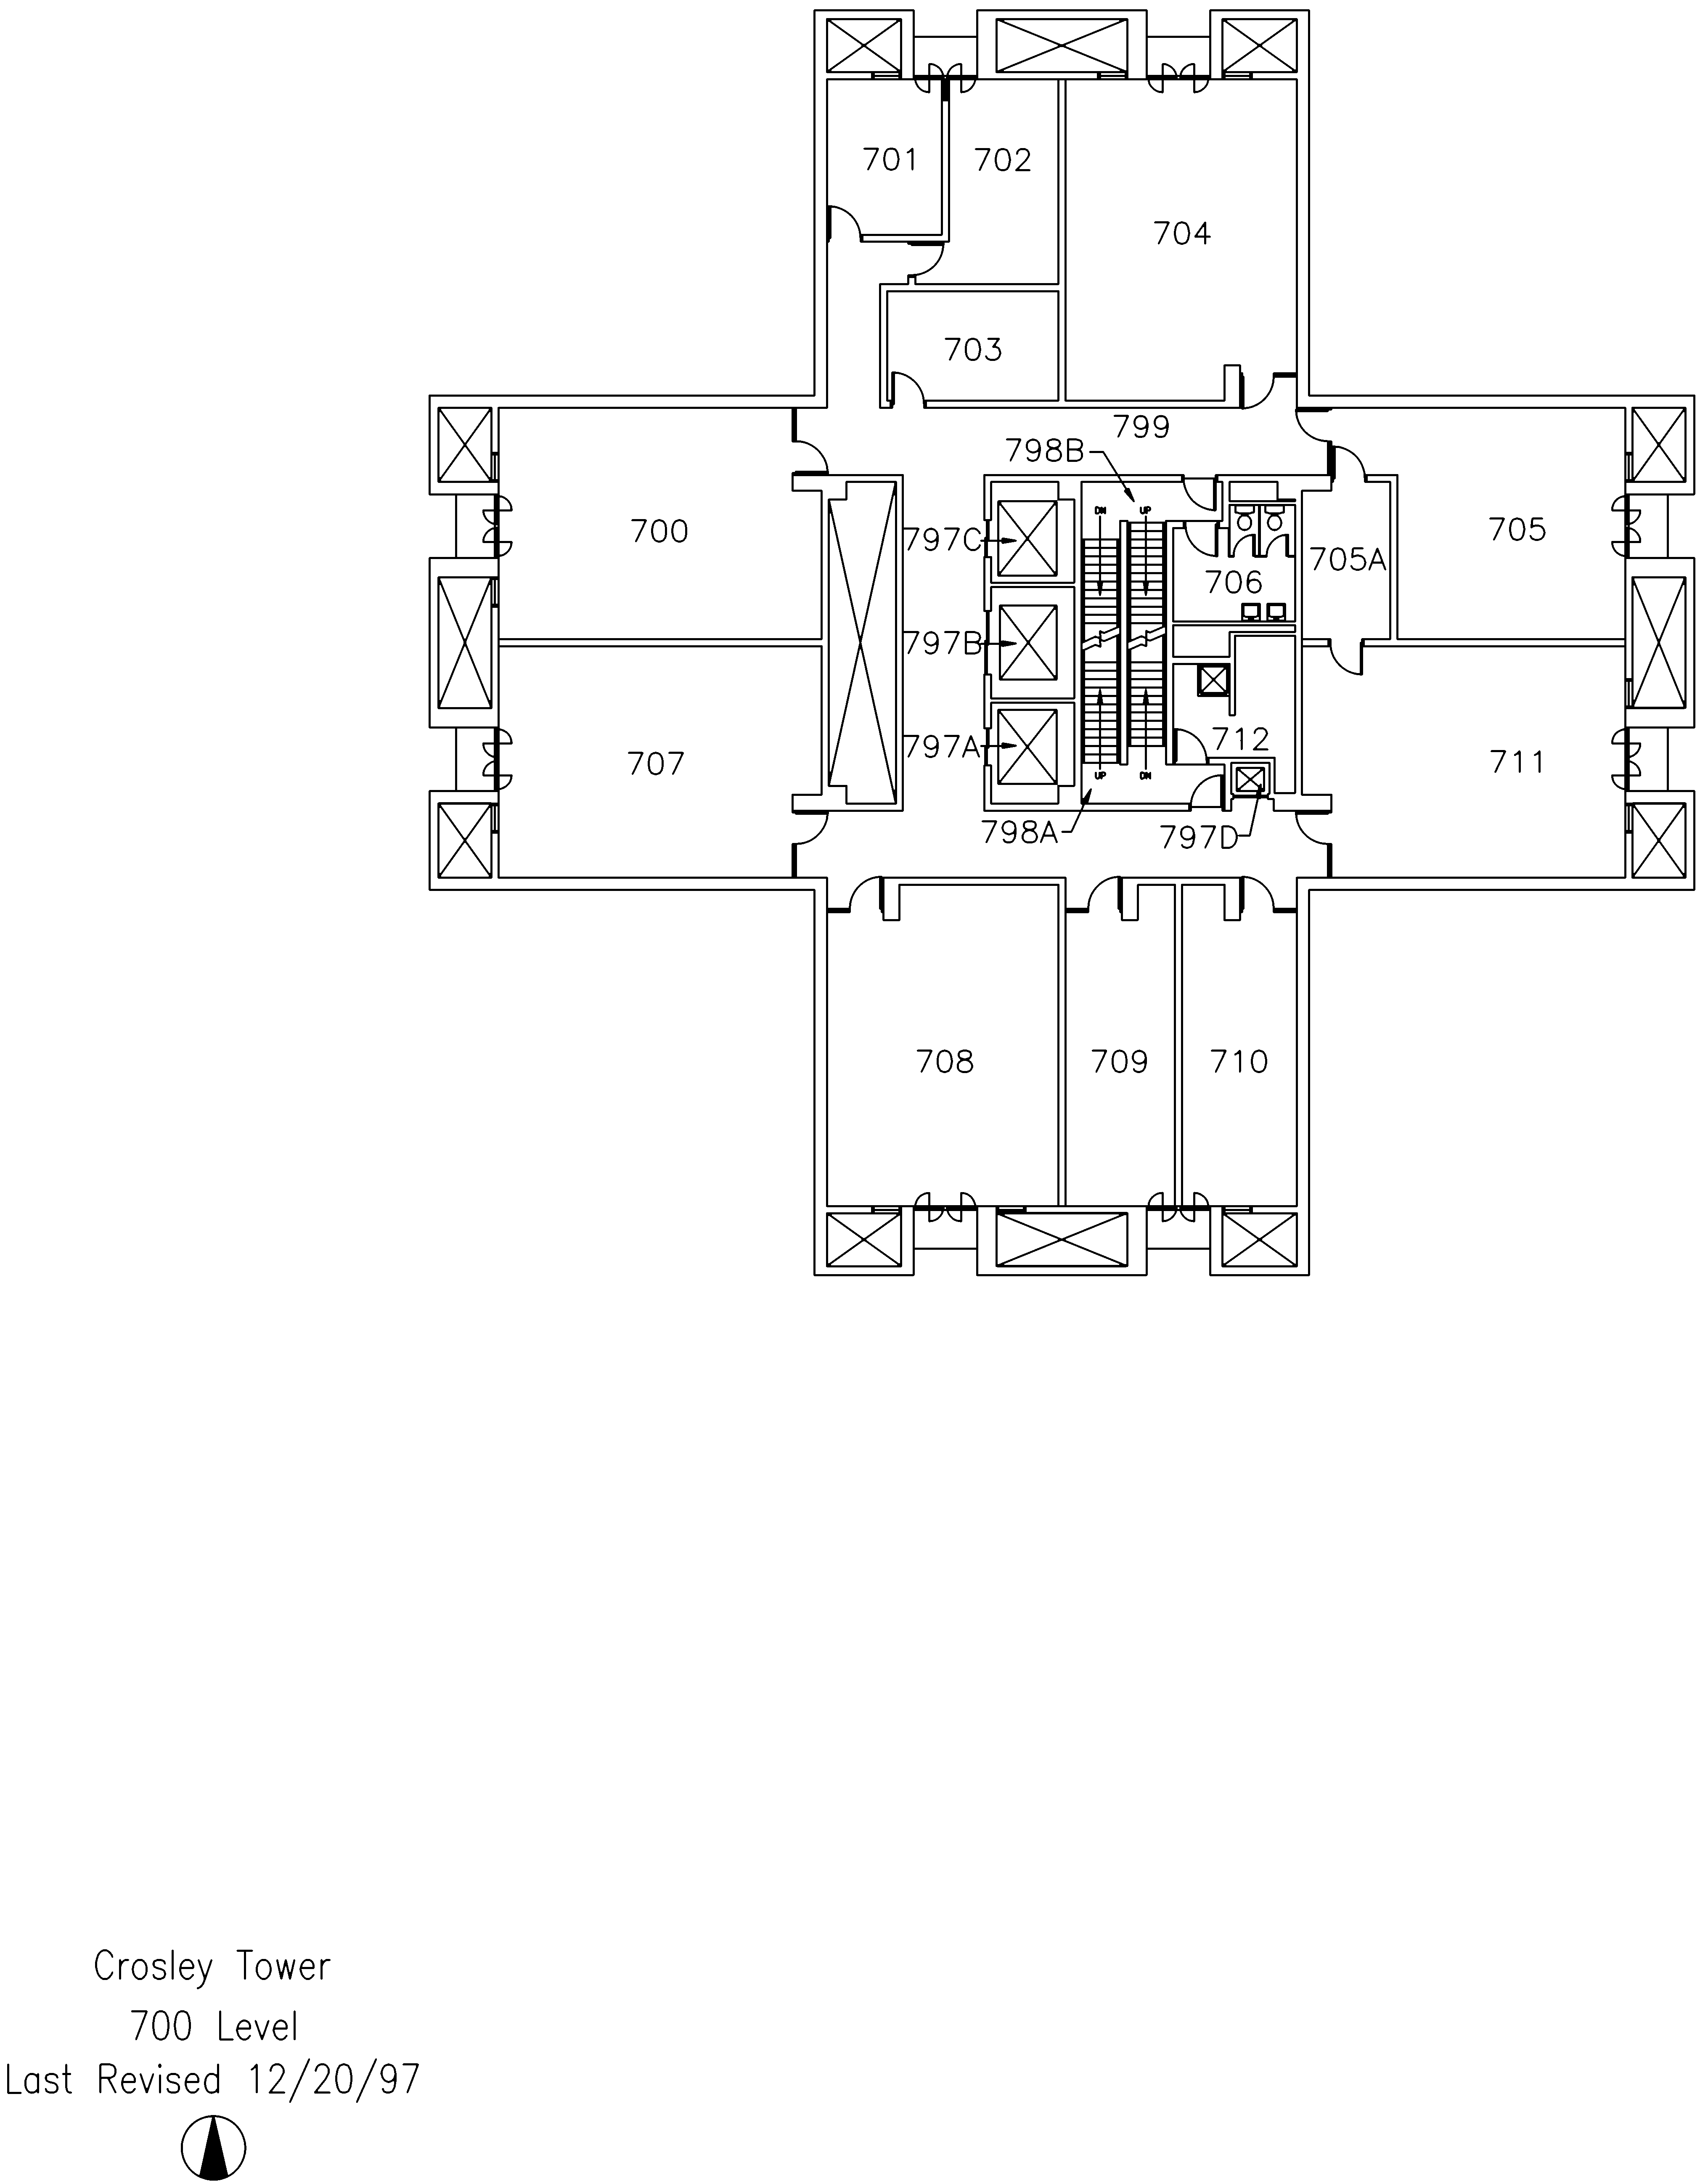 701
702
704
703
799
798B
700
797C
DN
UP
705
705A
706
797B
707
797A
712
711
UP
DN
798A
797D
708
709
710
Crosley Tower
700 Level
Last Revised 12/20/97